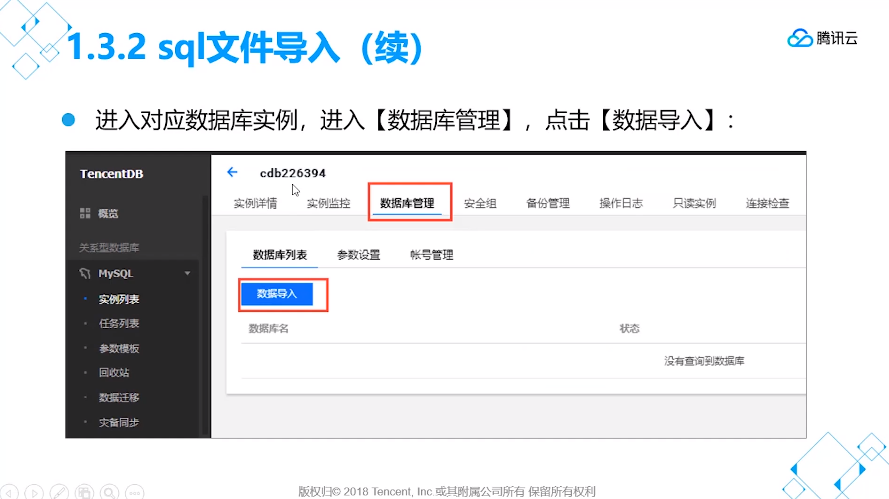 1.3.2 sql文件导入（续）
腾讯云
进入对应数据库实例，进入【数据库管理】，点击【数据导入】：
TencentDB
cdb226394
实例详情 实例监控 数据库管理 安全组 备份管理 操作日志 只读实例 连接检查
概览
关系型数据库
数据库列表 参数设置 帐号管理
MySQL
数据导入
实例列表
任务列表
数据库名 状态
参数模板
没有查询到数据库
回收站
数据迁移
灾备同步
版权归© 2018 Tencent, Inc.或其附属公司所有 保留所有权利